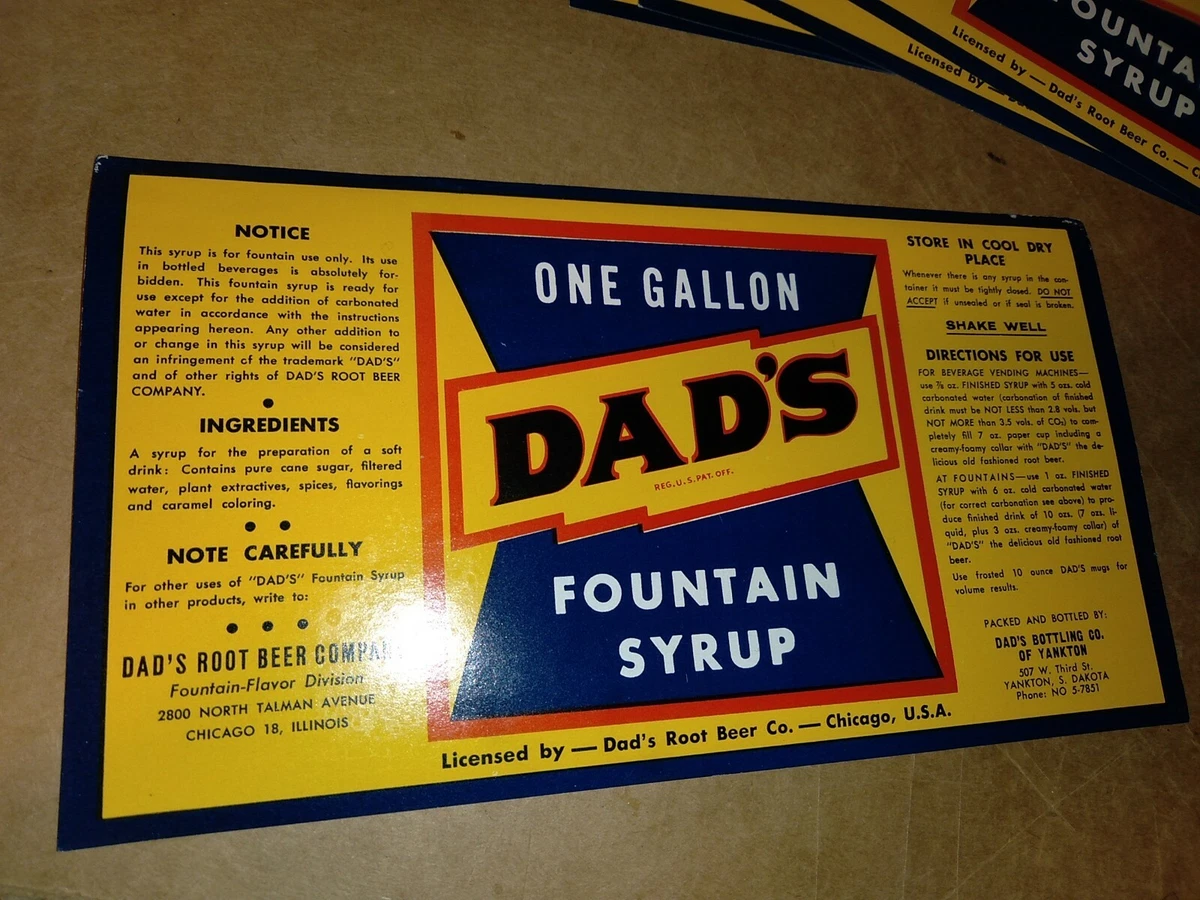 NOTICE
This syrup is for fountain use only. Its use
in bottled beverages is absolutely for-
bidden. This fountain syrup is ready for
use except for the addition of carbonated
water in accordance with the instructions
appearing hereon. Any other addition to
or change in this syrup will be considered
an infringement of the trademark "DAD'S"
and of other rights of DAD'S ROOT BEER
COMPANY.
INGREDIENTS
A syrup for the preparation of a soft
drink: Contains pure cane sugar, filtered
water, plant extractives, spices, flavorings
and caramel coloring.
NOTE CAREFULLY
For other uses of "DAD'S" Fountain Syrup
in other products, write to:
DAD'S ROOT BEER COMPANY
Fountain-Flavor Division
2800 NORTH TALMAN AVENUE
CHICAGO 18, ILLINOIS
ONE GALLON
DAD'S
REG. U.S. PAT. OFF.
FOUNTAIN
SYRUP
Licensed by — Dad's Root Beer Co. — Chicago, U.S.A.
STORE IN COOL DRY
PLACE
Whenever there is any syrup in the con-
tainer it must be tightly closed. DO NOT
ACCEPT if unsealed or if seal is broken.
SHAKE WELL
DIRECTIONS FOR USE
FOR BEVERAGE VENDING MACHINES—
use ⅞ oz. FINISHED SYRUP with 5 ozs. cold
carbonated water (carbonation of finished
drink must be NOT LESS than 2.8 vols. but
NOT MORE than 3.5 vols. of CO₂) to com-
pletely fill 7 oz. paper cup including a
creamy-foamy collar with "DAD'S" the de-
licious old fashioned root beer.
AT FOUNTAINS—use 1 oz. FINISHED
SYRUP with 6 oz. cold carbonated water
(for correct carbonation see above) to pro-
duce finished drink of 10 ozs. (7 ozs. li-
quid, plus 3 ozs. creamy-foamy collar) of
"DAD'S" the delicious old fashioned root
beer.
Use frosted 10 ounce DAD'S mugs for
volume results.
PACKED AND BOTTLED BY:
DAD'S BOTTLING CO.
OF YANKTON
507 W. Third St.
YANKTON, S. DAKOTA
Phone: NO 5-7851
FOUNTA
SYRUP
Licensed by — Dad's Root Beer Co. — C
Licensed by —